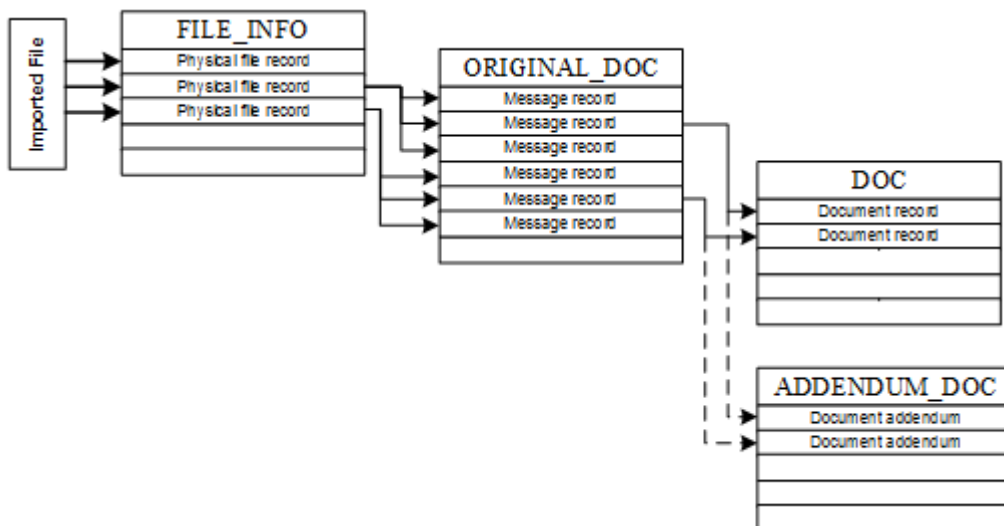 Imported File
FILE_INFO
Physical file record
Physical file record
Physical file record
ORIGINAL_DOC
Message record
Message record
Message record
Message record
Message record
Message record
DOC
Document record
Document record
ADDENDUM_DOC
Document addendum
Document addendum